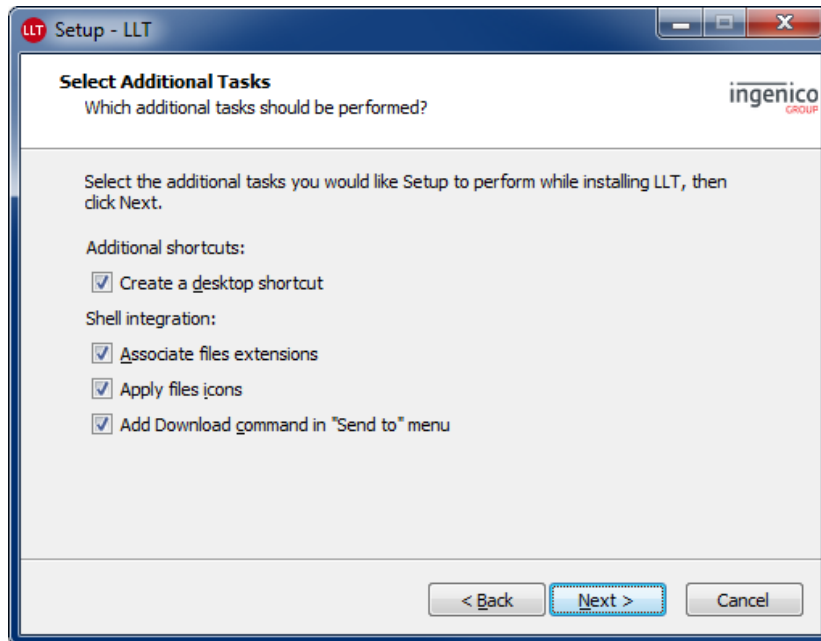 LLT Setup - LLT
Select Additional Tasks
Which additional tasks should be performed?
ingenico
GROUP
Select the additional tasks you would like Setup to perform while installing LLT, then
click Next.
Additional shortcuts:
Create a desktop shortcut
Shell integration:
Associate files extensions
Apply files icons
Add Download command in "Send to" menu
< Back Next > Cancel